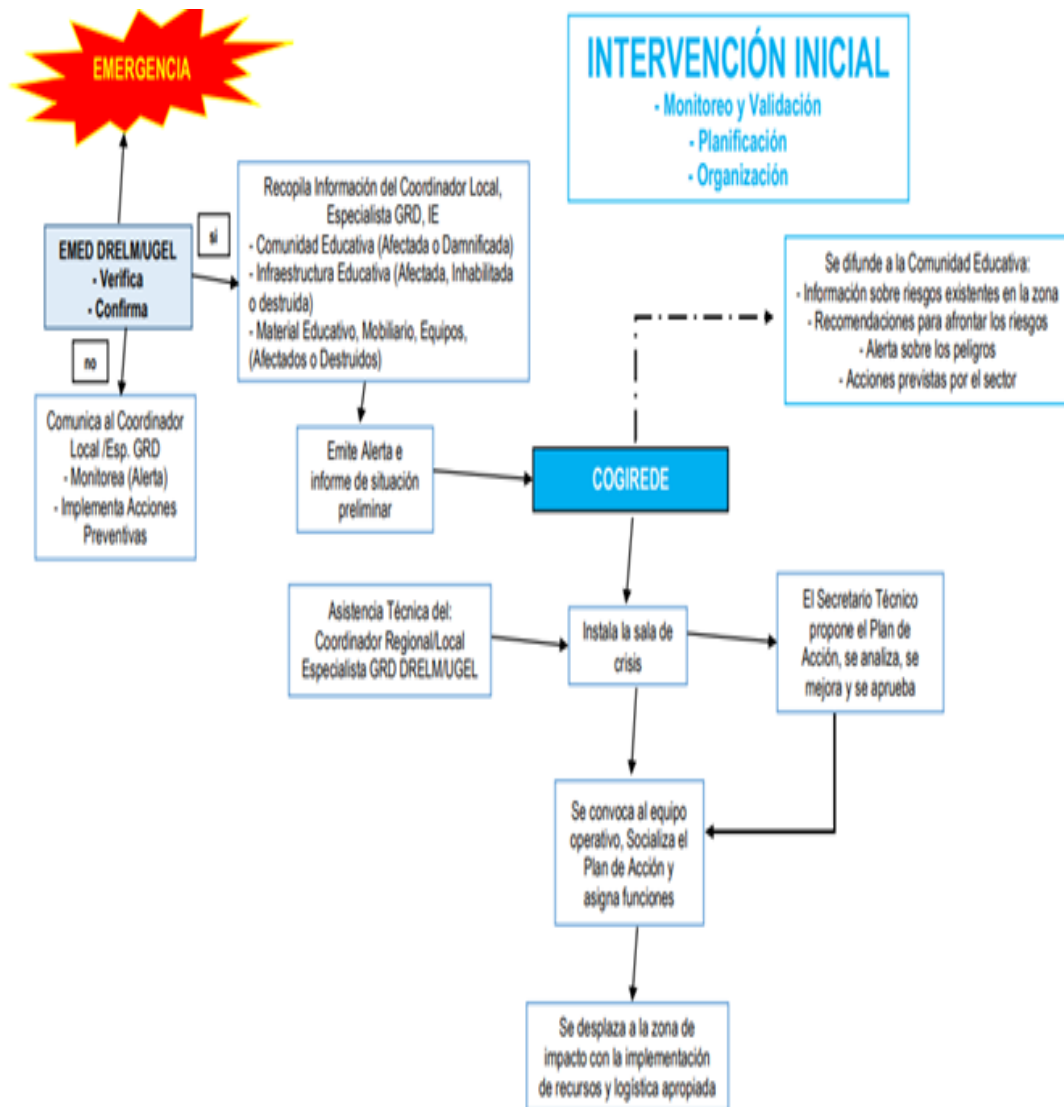 EMERGENCIA
INTERVENCIÓN INICIAL
- Monitoreo y Validación
- Planificación
- Organización
EMED DRELM/UGEL
- Verifica
- Confirma
si
no
Recopila Información del Coordinador Local,
Especialista GRD, IE
- Comunidad Educativa (Afectada o Damnificada)
- Infraestructura Educativa (Afectada, Inhabilitada
o destruida)
- Material Educativo, Mobiliario, Equipos,
(Afectados o Destruidos)
Se difunde a la Comunidad Educativa:
- Información sobre riesgos existentes en la zona
- Recomendaciones para afrontar los riesgos
- Alerta sobre los peligros
- Acciones previstas por el sector
Comunica al Coordinador
Local /Esp. GRD
- Monitorea (Alerta)
- Implementa Acciones
Preventivas
Emite Alerta e
informe de situación
preliminar
COGIREDE
Asistencia Técnica del:
Coordinador Regional/Local
Especialista GRD DRELM/UGEL
Instala la sala de
crisis
El Secretario Técnico
propone el Plan de
Acción, se analiza, se
mejora y se aprueba
Se convoca al equipo
operativo, Socializa el
Plan de Acción y
asigna funciones
Se desplaza a la zona de
impacto con la implementación
de recursos y logística apropiada